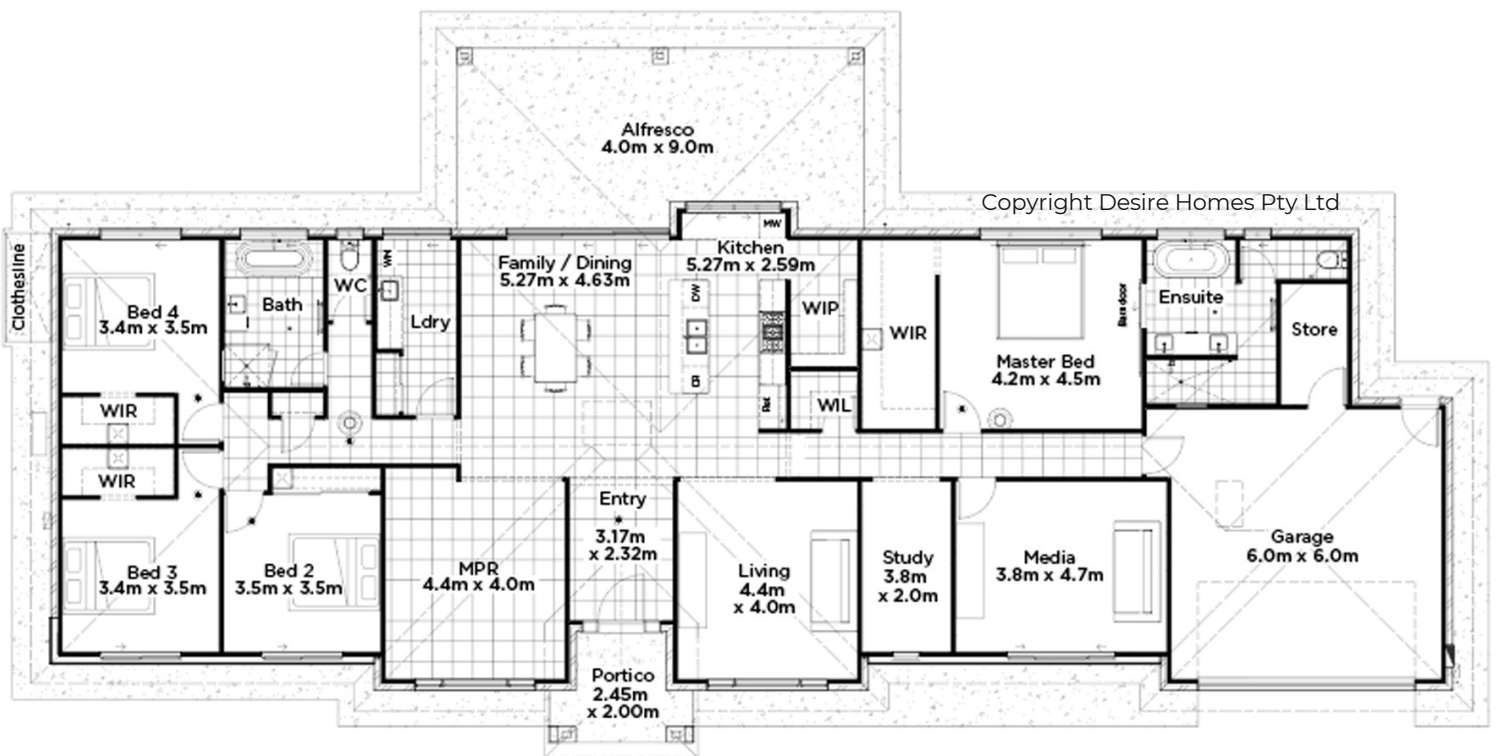 Alfresco
4.0m x 9.0m
Copyright Desire Homes Pty Ltd
Clothesline
Bed 4
3.4m x 3.5m
Bath
WC
WM
Ldry
Family / Dining
5.27m x 4.63m
MW
Kitchen
5.27m x 2.59m
DW
WIP
WIR
Master Bed
4.2m x 4.5m
Barn door
Ensuite
Store
WIR
WIL
Ref
WIR
Bed 3
3.4m x 3.5m
Bed 2
3.5m x 3.5m
MPR
4.4m x 4.0m
Entry
3.17m
x 2.32m
Living
4.4m
x 4.0m
Study
3.8m
x 2.0m
Media
3.8m x 4.7m
Garage
6.0m x 6.0m
Portico
2.45m
x 2.00m